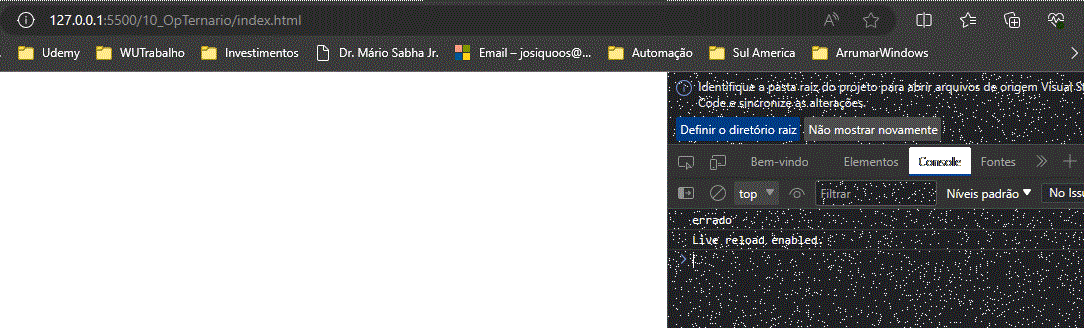 127.0.0.1:5500/10_OpTernario/index.html
Udemy WUTrabalho Investimentos Dr. Mário Sabha Jr. Email – josiquoos@... Automação Sul America ArrumarWindows
Identifique a pasta raiz do projeto para abrir arquivos de origem Visual St
Code e sincronize as alterações.
Definir o diretório raiz Não mostrar novamente
Bem-vindo Elementos Console Fontes
top Filtrar Níveis padrão No Issu
errado
Live reload enabled.